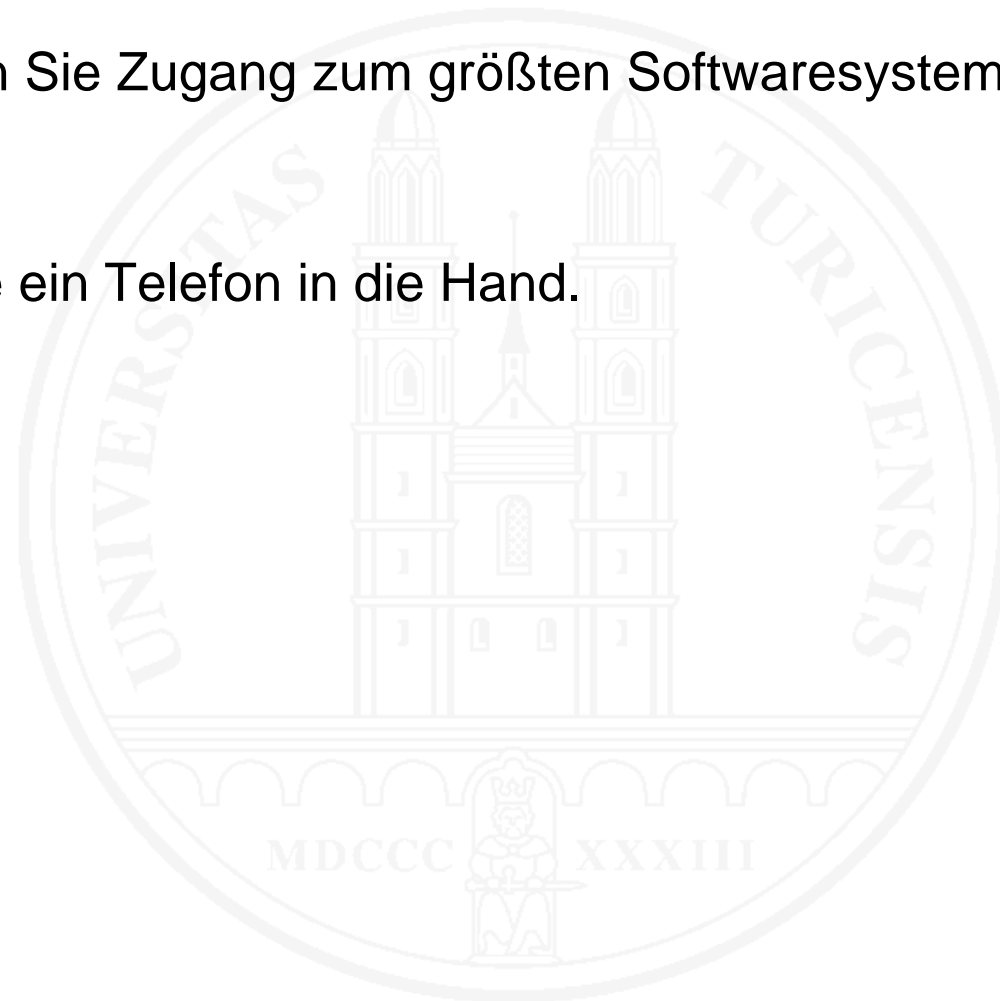 n Sie Zugang zum größten Softwaresystem
e ein Telefon in die Hand.
UNIVERSITAS TURICENSIS
MDCCC XXXIII